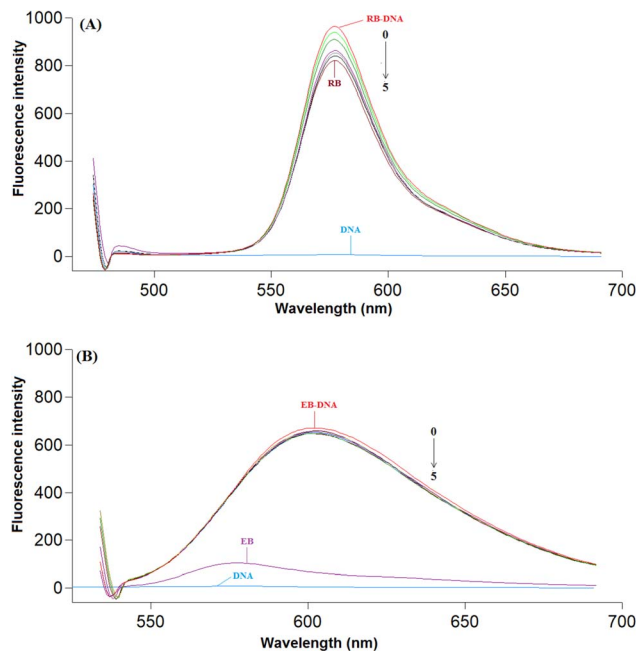 (A)
RB-DNA
0
5
RB
DNA
Fluorescence intensity
1000
800
600
400
200
0
500
550
600
650
700
Wavelength (nm)
(B)
EB-DNA
0
5
EB
DNA
Fluorescence intensity
1000
800
600
400
200
0
550
600
650
700
Wavelength (nm)